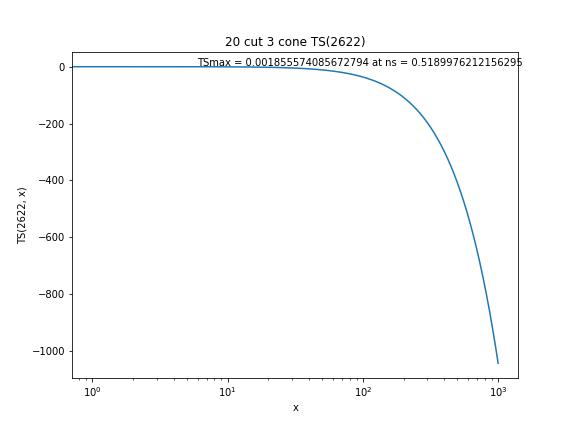 20 cut 3 cone TS(2622)
TSmax = 0.001855574085672794 at ns = 0.5189976212156295
TS(2622, x)
0
−200
−400
−600
−800
−1000
10⁰
10¹
10²
10³
x